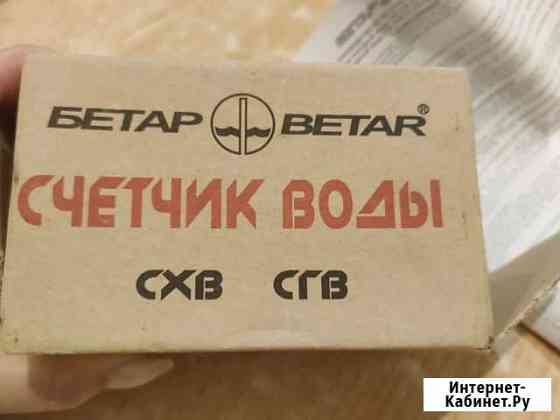 БЕТАР BETAR®
СЧЕТЧИК ВОДЫ
СХВ СГВ
Интернет-
Кабинет.Ру